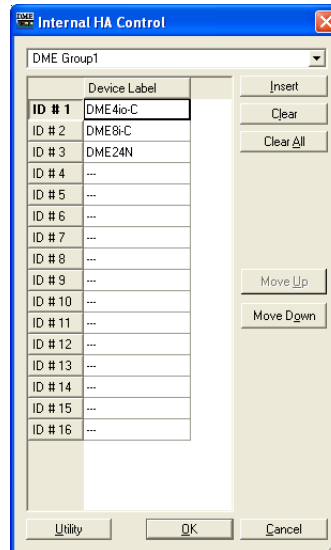 DME Internal HA Control
DME Group1
Device Label
Insert
ID # 1 DME4io-C
Clear
ID # 2 DME8i-C
Clear All
ID # 3 DME24N
ID # 4 ---
ID # 5 ---
ID # 6 ---
ID # 7 ---
ID # 8 ---
ID # 9 ---
Move Up
ID # 10 ---
Move Down
ID # 11 ---
ID # 12 ---
ID # 13 ---
ID # 14 ---
ID # 15 ---
ID # 16 ---
Utility OK Cancel